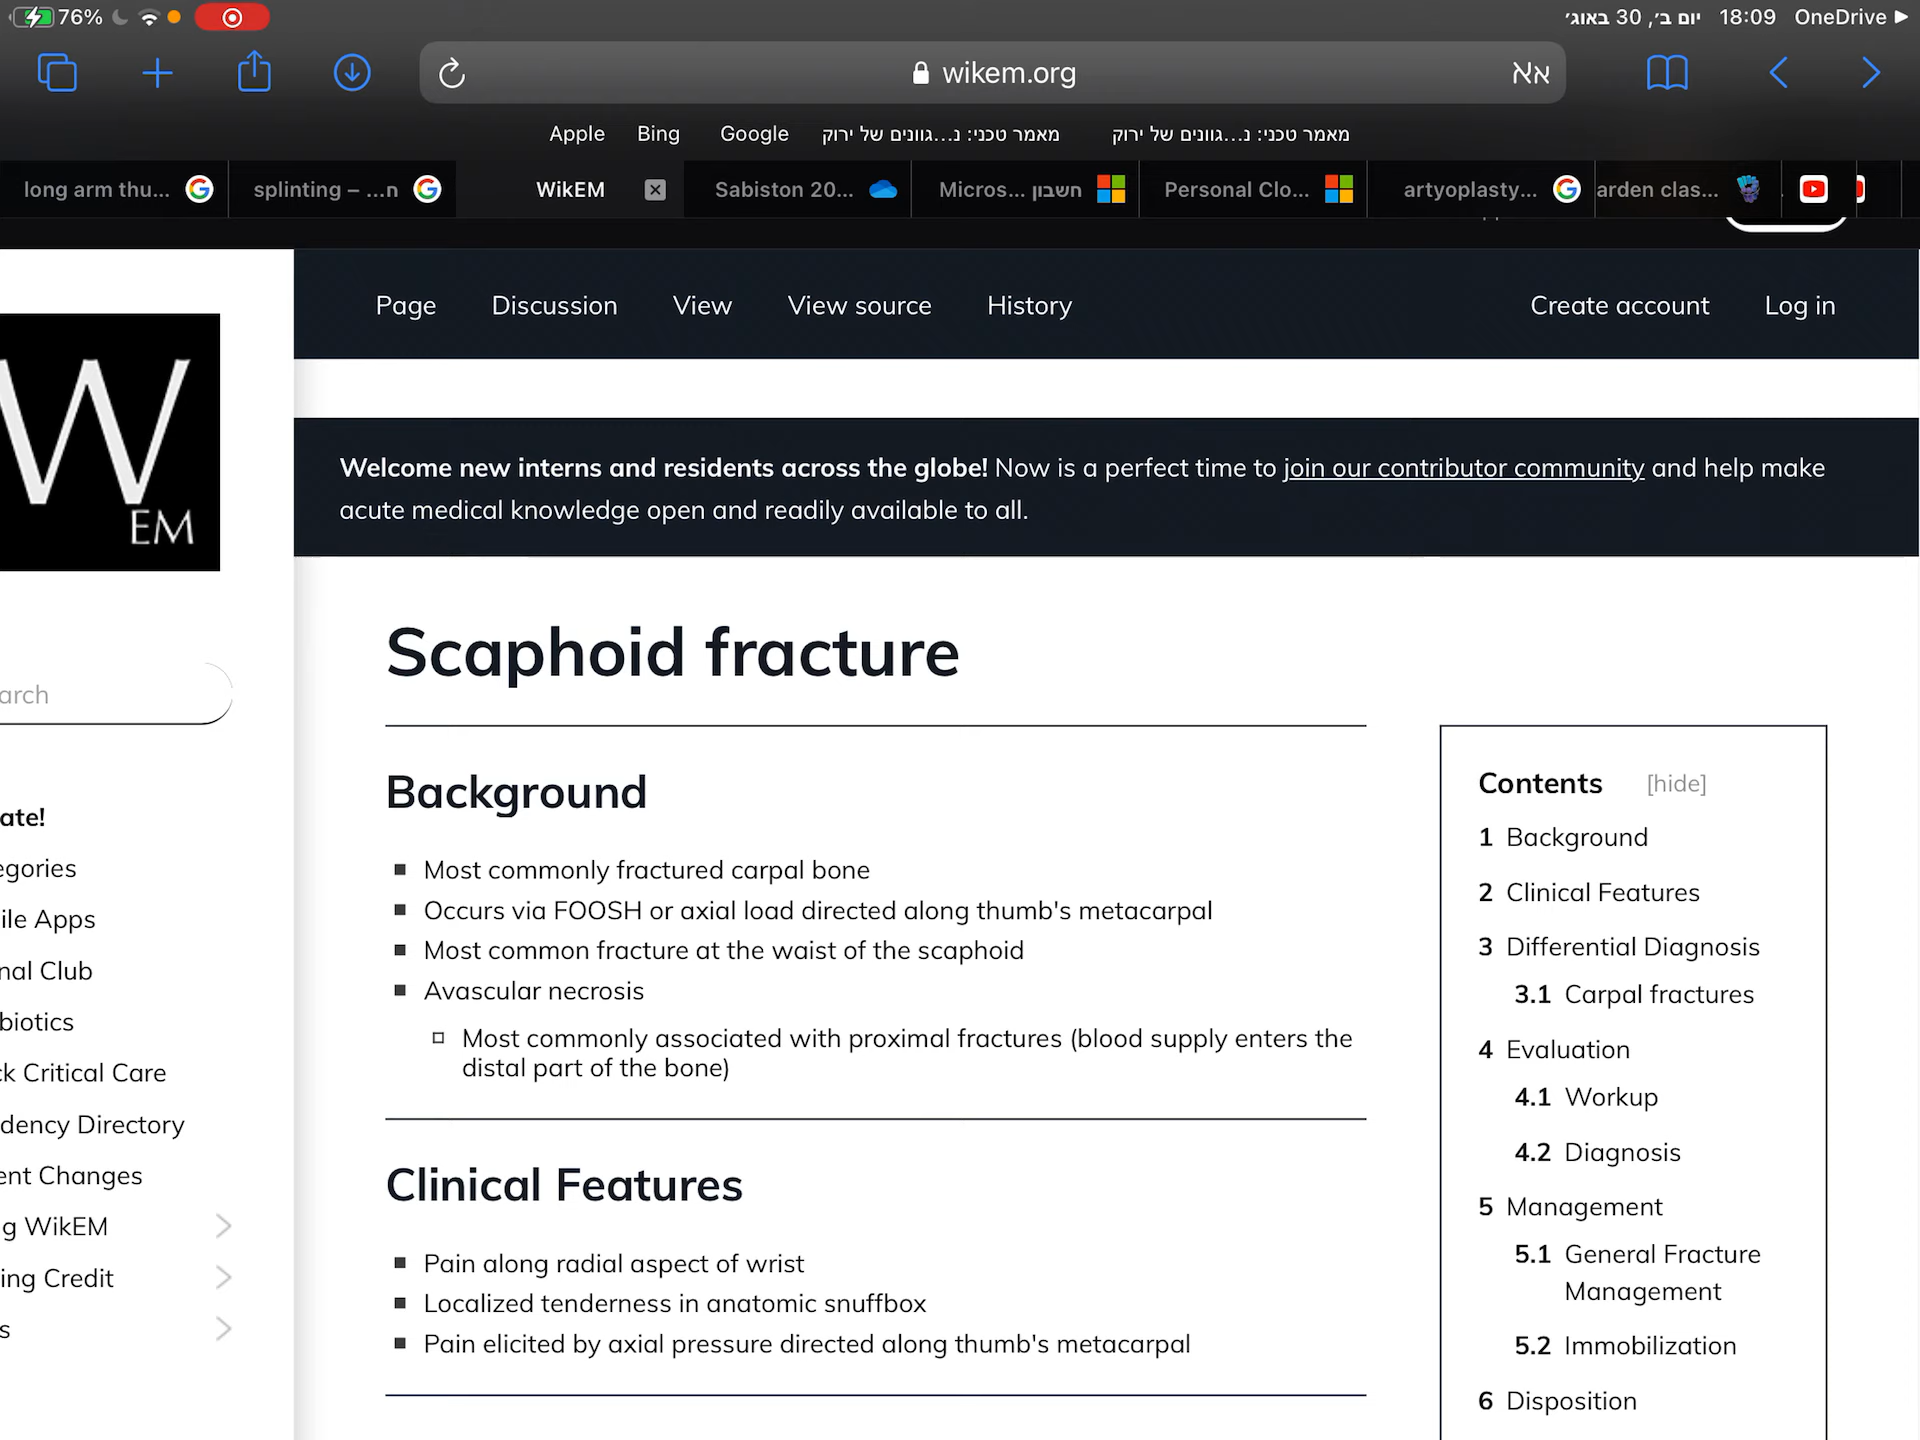 76%
יום ב׳, 30 באוג׳ 18:09 OneDrive
wikem.org
אא
Apple Bing Google מאמר טכני: נ...גוונים של ירוק מאמר טכני: נ...גוונים של ירוק
long arm thu... splinting – ...n WikEM Sabiston 20... Micros... חשבון Personal Clo... artyoplasty... arden clas...
Page Discussion View View source History Create account Log in
W
EM
Welcome new interns and residents across the globe! Now is a perfect time to join our contributor community and help make
acute medical knowledge open and readily available to all.
Scaphoid fracture
arch
Background
Most commonly fractured carpal bone
Occurs via FOOSH or axial load directed along thumb's metacarpal
Most common fracture at the waist of the scaphoid
Avascular necrosis
Most commonly associated with proximal fractures (blood supply enters the
distal part of the bone)
Clinical Features
Pain along radial aspect of wrist
Localized tenderness in anatomic snuffbox
Pain elicited by axial pressure directed along thumb's metacarpal
Contents [hide]
1 Background
2 Clinical Features
3 Differential Diagnosis
3.1 Carpal fractures
4 Evaluation
4.1 Workup
4.2 Diagnosis
5 Management
5.1 General Fracture
Management
5.2 Immobilization
6 Disposition
ate!
egories
ile Apps
nal Club
biotics
ck Critical Care
dency Directory
ent Changes
g WikEM
ing Credit
s